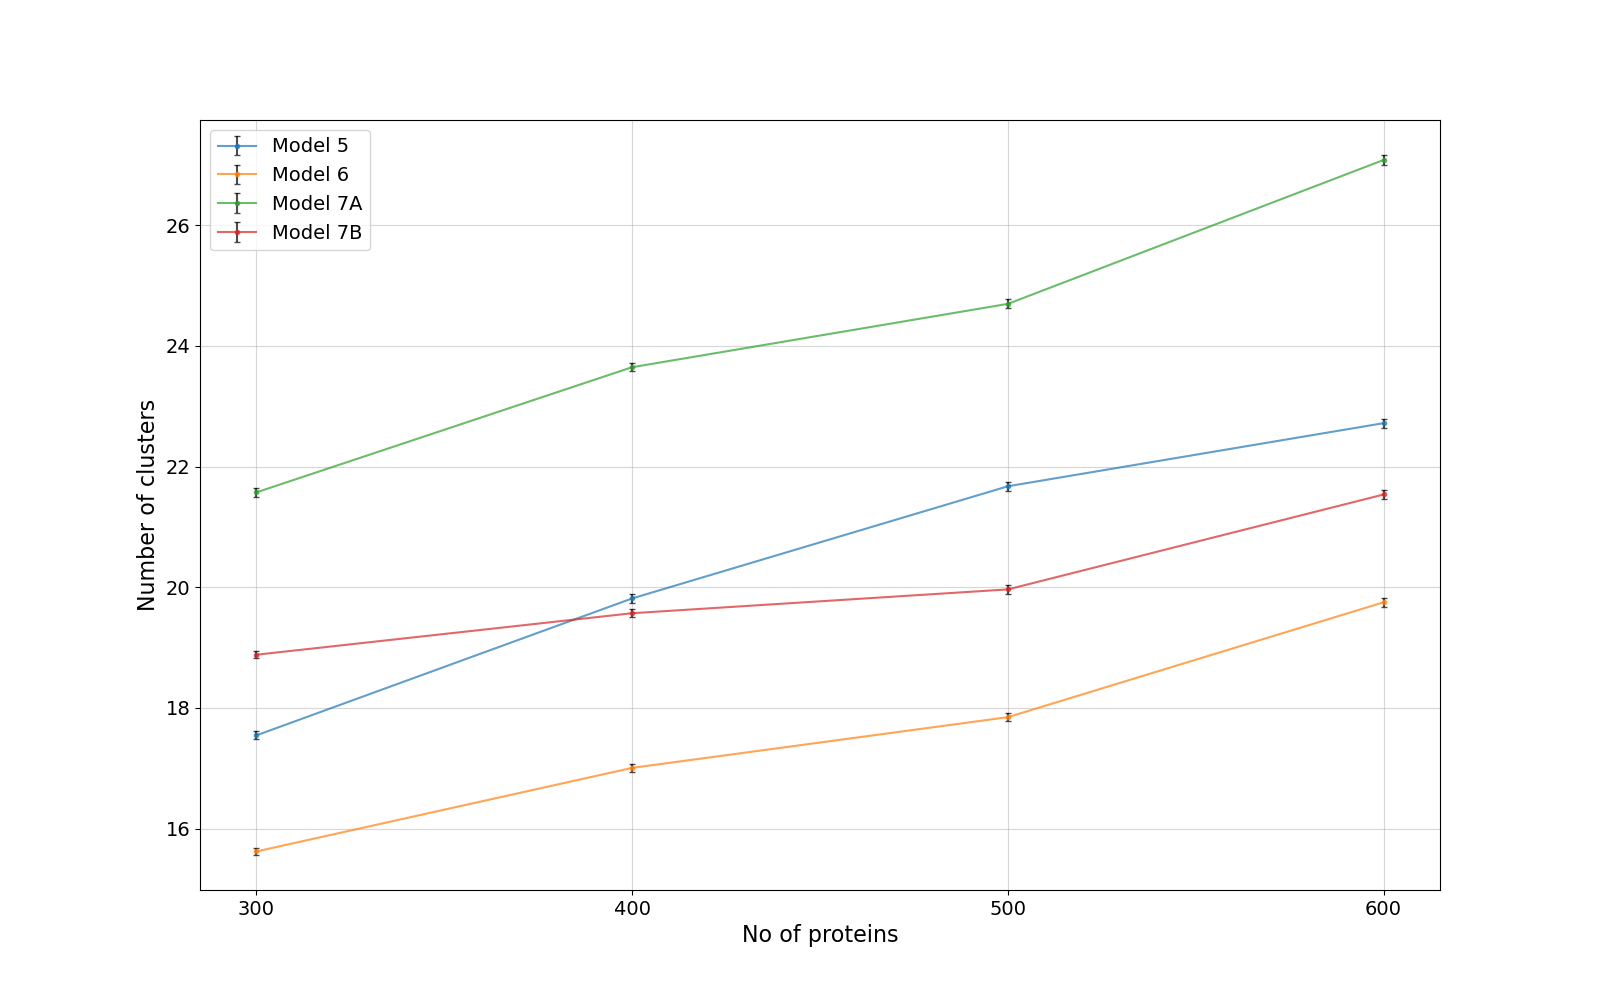 Model 5
Model 6
Model 7A
Model 7B
26
24
22
20
18
16
Number of clusters
300 400 500 600
No of proteins